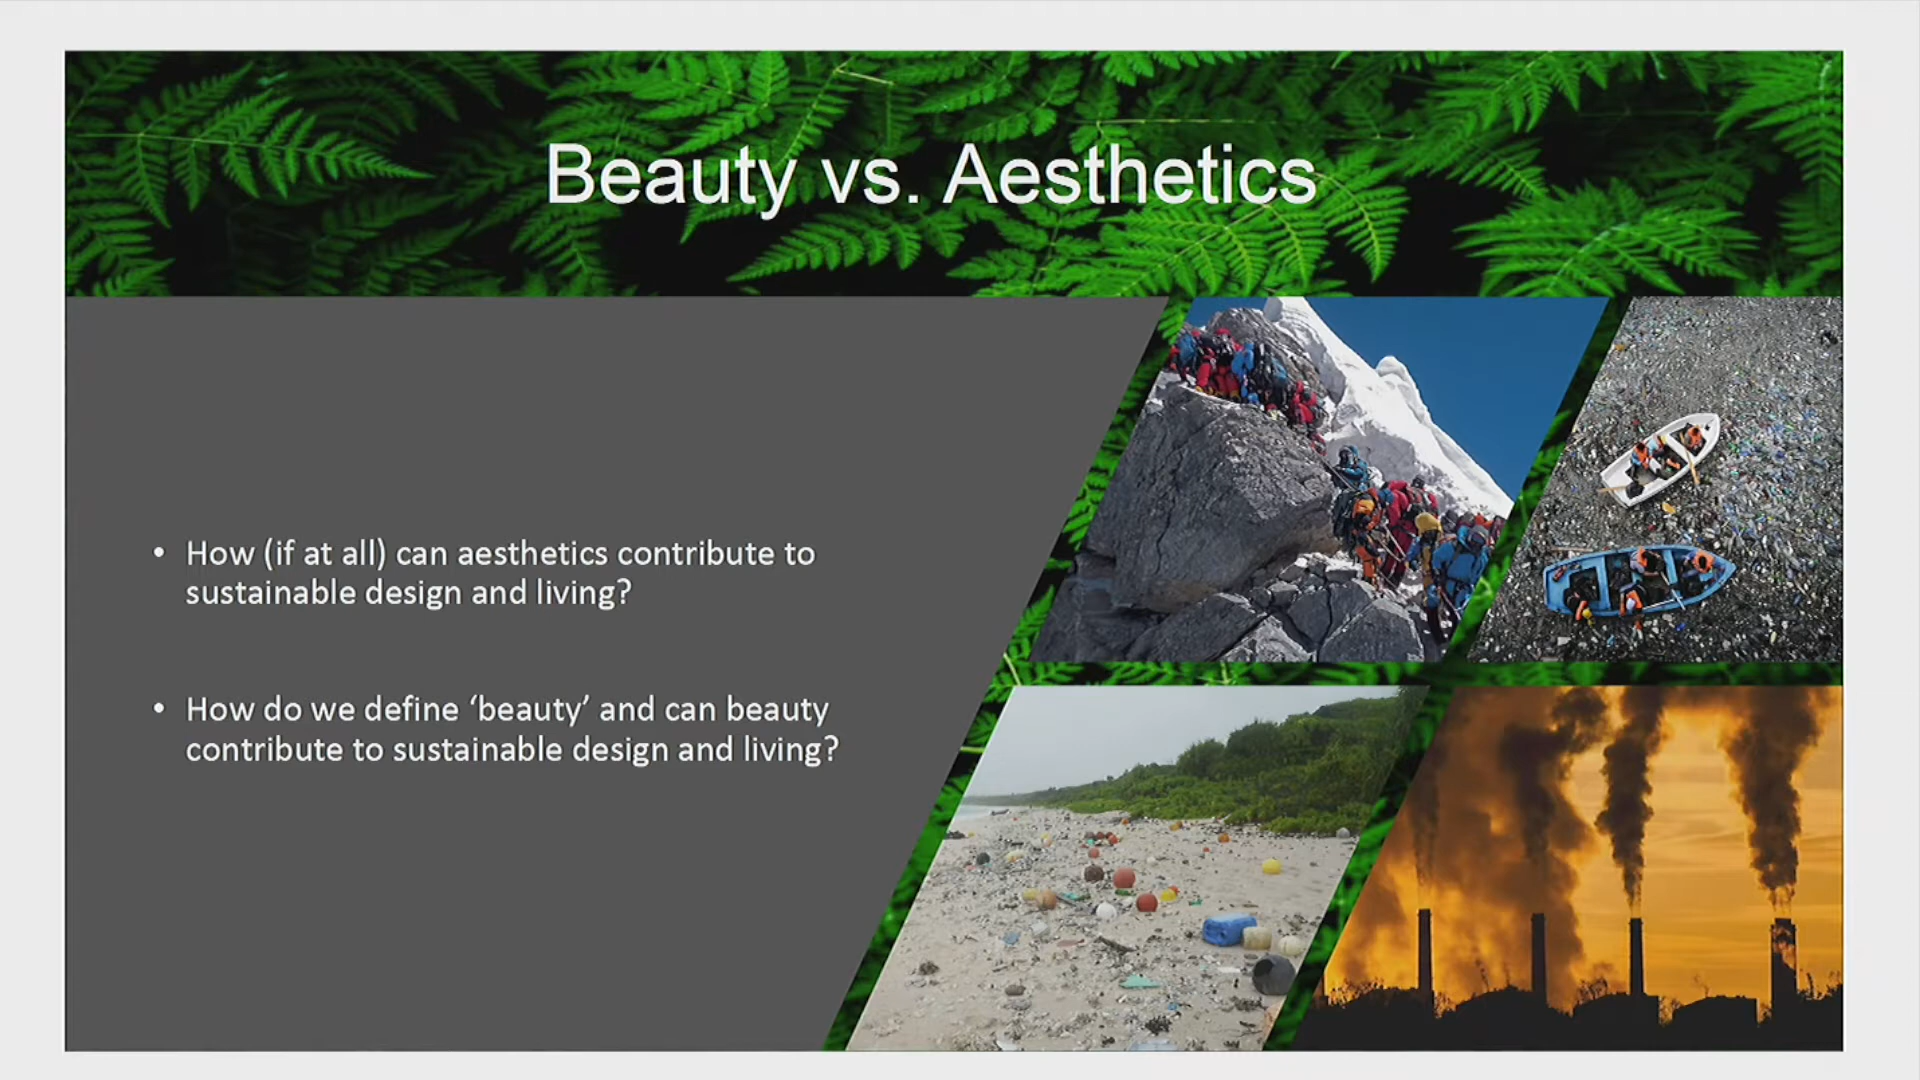 Beauty vs. Aesthetics
• How (if at all) can aesthetics contribute to
sustainable design and living?
• How do we define ‘beauty’ and can beauty
contribute to sustainable design and living?